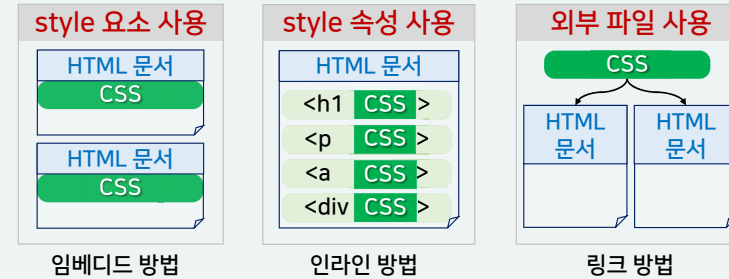 style 요소 사용
HTML 문서
CSS
HTML 문서
CSS
임베디드 방법
style 속성 사용
HTML 문서
<h1 CSS >
<p CSS >
<a CSS >
<div CSS >
인라인 방법
외부 파일 사용
CSS
HTML
문서
HTML
문서
링크 방법